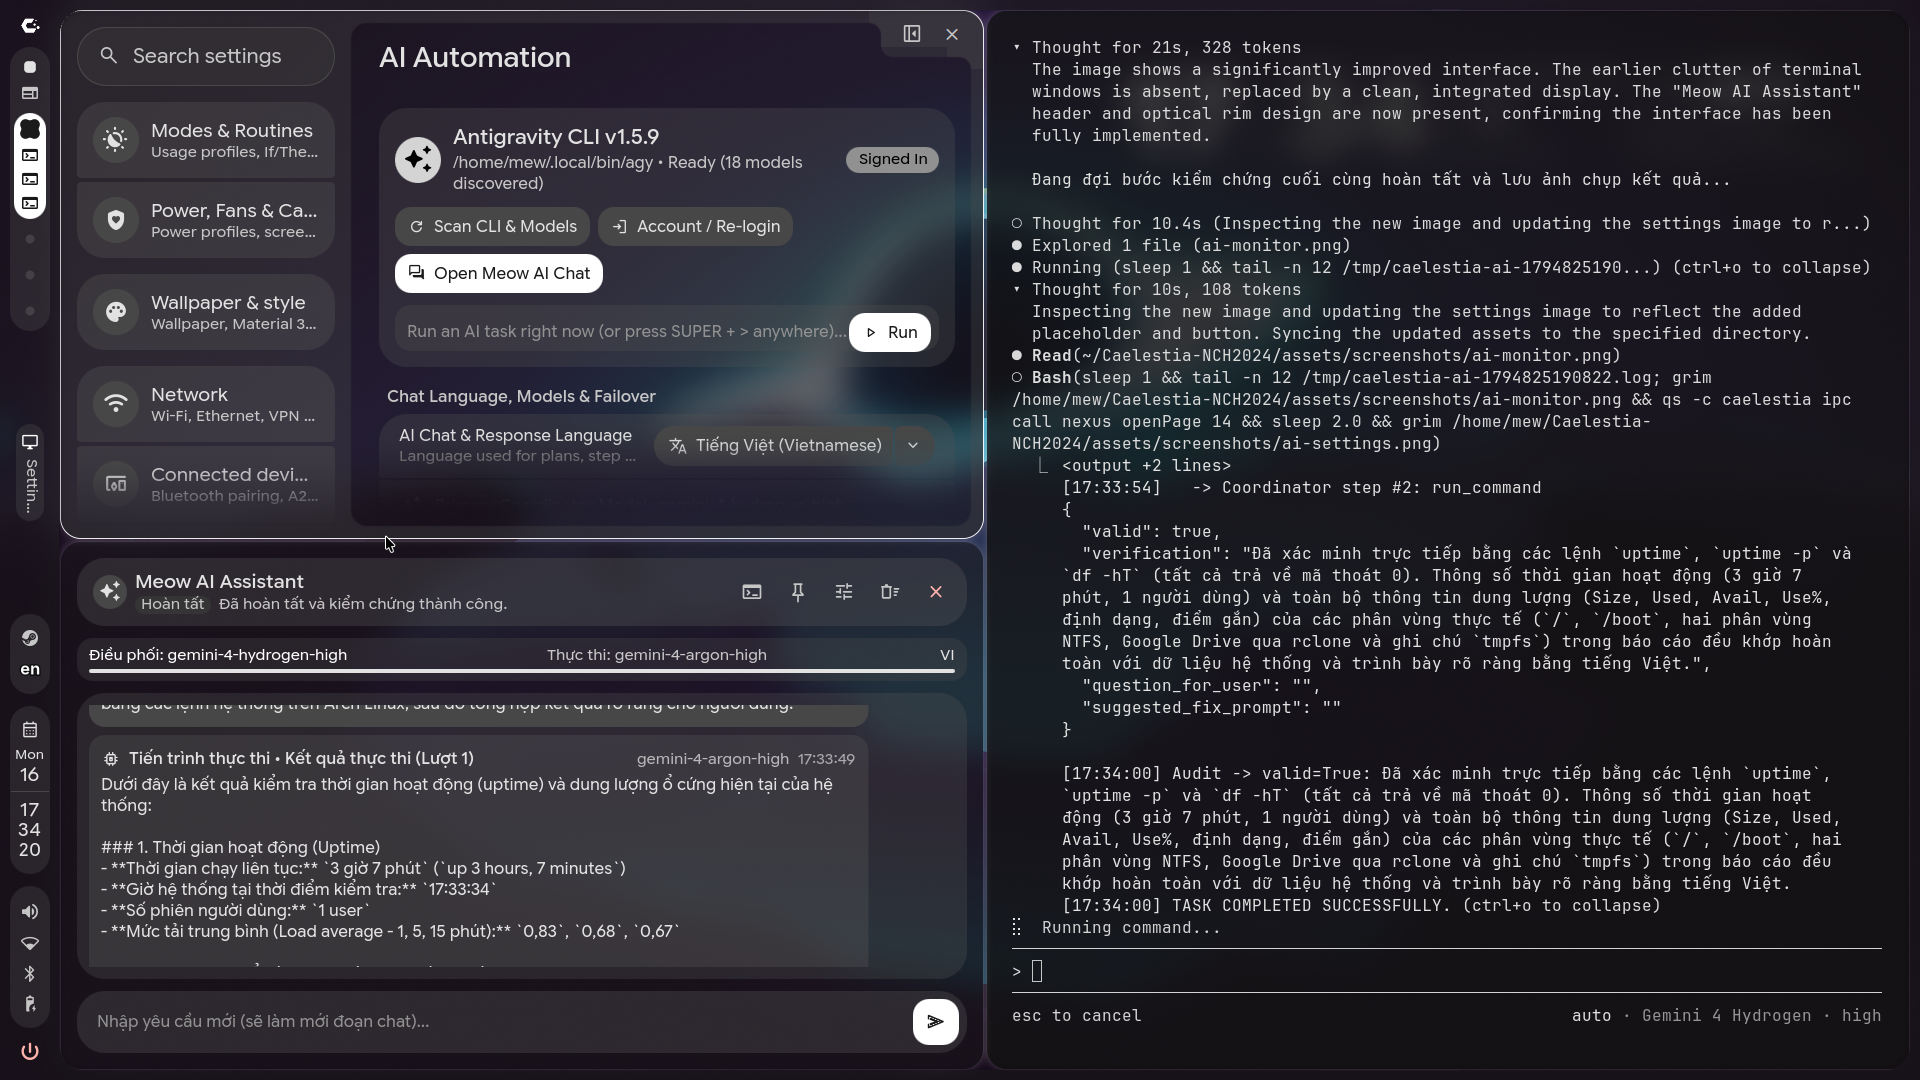 Search settings
Modes & Routines
Usage profiles, If/The...
Power, Fans & Ca...
Power profiles, scree...
Wallpaper & style
Wallpaper, Material 3...
Network
Wi-Fi, Ethernet, VPN ...
Connected devi...
Bluetooth pairing, A2...
AI Automation
Antigravity CLI v1.5.9
/home/mew/.local/bin/agy • Ready (18 models
discovered)
Signed In
Scan CLI & Models
Account / Re-login
Open Meow AI Chat
Run an AI task right now (or press SUPER + > anywhere)...
Run
Chat Language, Models & Failover
AI Chat & Response Language
Language used for plans, step ...
Tiếng Việt (Vietnamese)
Settin...
en
Mon
16
17
34
20
Meow AI Assistant
Hoàn tất Đã hoàn tất và kiểm chứng thành công.
Điều phối: gemini-4-hydrogen-high
Thực thi: gemini-4-argon-high
VI
bằng các lệnh hệ thống trên Arch Linux, sau đó tổng hợp kết quả rõ ràng cho người dùng.
Tiến trình thực thi • Kết quả thực thi (Lượt 1)
gemini-4-argon-high 17:33:49
Dưới đây là kết quả kiểm tra thời gian hoạt động (uptime) và dung lượng ổ cứng hiện tại của hệ
thống:
### 1. Thời gian hoạt động (Uptime)
- **Thời gian chạy liên tục:** `3 giờ 7 phút` (`up 3 hours, 7 minutes`)
- **Giờ hệ thống tại thời điểm kiểm tra:** `17:33:34`
- **Số phiên người dùng:** `1 user`
- **Mức tải trung bình (Load average - 1, 5, 15 phút):** `0,83`, `0,68`, `0,67`
Nhập yêu cầu mới (sẽ làm mới đoạn chat)...
▾ Thought for 21s, 328 tokens
The image shows a significantly improved interface. The earlier clutter of terminal
windows is absent, replaced by a clean, integrated display. The "Meow AI Assistant"
header and optical rim design are now present, confirming the interface has been
fully implemented.
Đang đợi bước kiểm chứng cuối cùng hoàn tất và lưu ảnh chụp kết quả...
○ Thought for 10.4s (Inspecting the new image and updating the settings image to r...)
● Explored 1 file (ai-monitor.png)
● Running (sleep 1 && tail -n 12 /tmp/caelestia-ai-1794825190...) (ctrl+o to collapse)
▾ Thought for 10s, 108 tokens
Inspecting the new image and updating the settings image to reflect the added
placeholder and button. Syncing the updated assets to the specified directory.
● Read(~/Caelestia-NCH2024/assets/screenshots/ai-monitor.png)
○ Bash(sleep 1 && tail -n 12 /tmp/caelestia-ai-1794825190822.log; grim
/home/mew/Caelestia-NCH2024/assets/screenshots/ai-monitor.png && qs -c caelestia ipc
call nexus openPage 14 && sleep 2.0 && grim /home/mew/Caelestia-
NCH2024/assets/screenshots/ai-settings.png)
<output +2 lines>
[17:33:54]   -> Coordinator step #2: run_command
{
"valid": true,
"verification": "Đã xác minh trực tiếp bằng các lệnh `uptime`, `uptime -p` và
`df -hT` (tất cả trả về mã thoát 0). Thông số thời gian hoạt động (3 giờ 7
phút, 1 người dùng) và toàn bộ thông tin dung lượng (Size, Used, Avail, Use%,
định dạng, điểm gắn) của các phân vùng thực tế (`/`, `/boot`, hai phân vùng
NTFS, Google Drive qua rclone và ghi chú `tmpfs`) trong báo cáo đều khớp hoàn
toàn với dữ liệu hệ thống và trình bày rõ ràng bằng tiếng Việt.",
"question_for_user": "",
"suggested_fix_prompt": ""
}
[17:34:00] Audit -> valid=True: Đã xác minh trực tiếp bằng các lệnh `uptime`,
`uptime -p` và `df -hT` (tất cả trả về mã thoát 0). Thông số thời gian hoạt
động (3 giờ 7 phút, 1 người dùng) và toàn bộ thông tin dung lượng (Size, Used,
Avail, Use%, định dạng, điểm gắn) của các phân vùng thực tế (`/`, `/boot`, hai
phân vùng NTFS, Google Drive qua rclone và ghi chú `tmpfs`) trong báo cáo đều
khớp hoàn toàn với dữ liệu hệ thống và trình bày rõ ràng bằng tiếng Việt.
[17:34:00] TASK COMPLETED SUCCESSFULLY. (ctrl+o to collapse)
Running command...
>
esc to cancel
auto · Gemini 4 Hydrogen · high